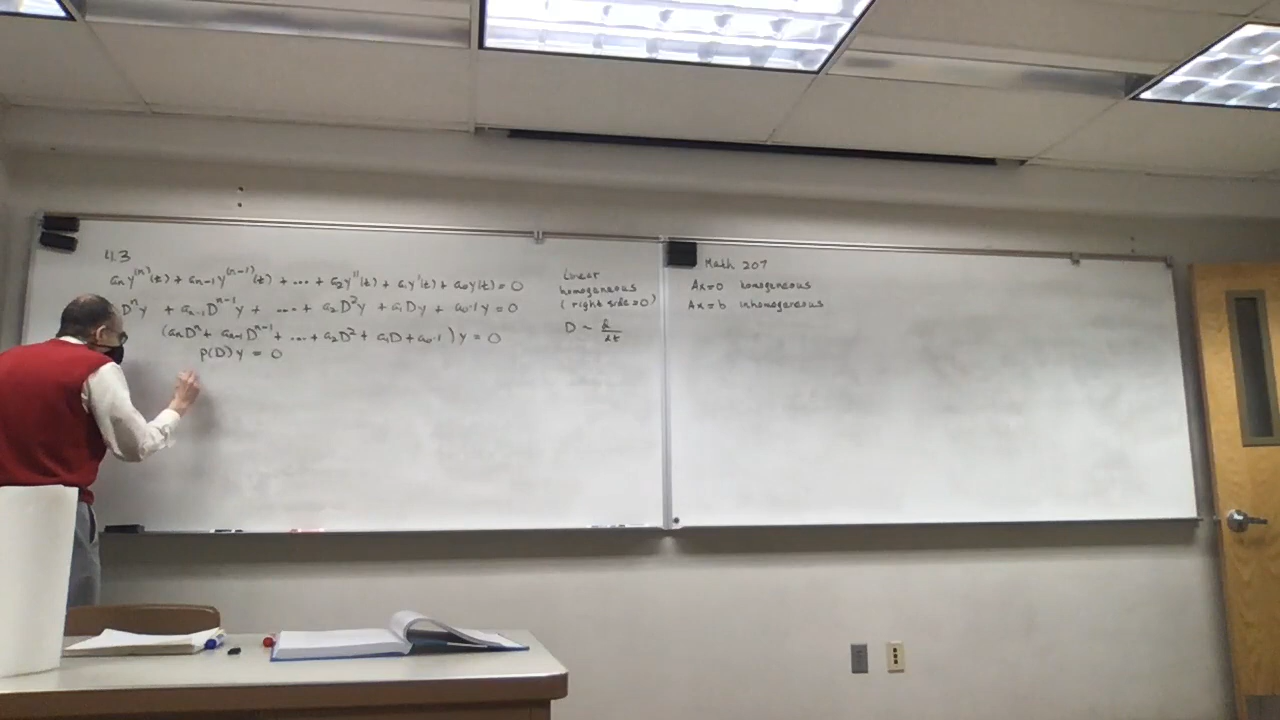 4.3
aₙy⁽ⁿ⁾(t) + aₙ₋₁y⁽ⁿ⁻¹⁾(t) + ... + a₂y''(t) + a₁y'(t) + a₀y(t) = 0
Dⁿy + aₙ₋₁Dⁿ⁻¹y + .... + a₂D²y + a₁Dy + a₀·1y = 0
(aₙDⁿ + aₙ₋₁Dⁿ⁻¹ + .... + a₂D² + a₁D + a₀·1)y = 0
p(D)y = 0
Linear
homogeneous
(right side = 0)
D ~ d/dt
Math 207
Ax=0 homogeneous
Ax=b inhomogeneous